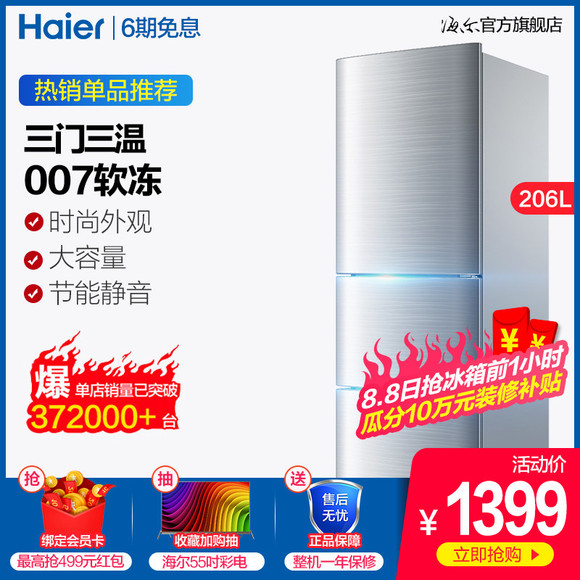 Haier 6期免息
海尔官方旗舰店
热销单品推荐
三门三温
007软冻
时尚外观
大容量
节能静音
206L
爆
单店销量已突破
372000+台
¥
¥
8.8日抢冰箱前1小时
瓜分10万元装修补贴
抢
绑定会员卡
最高抢499元红包
抽
收藏加购抽
海尔55吋彩电
送
售后
无忧
正品保障
整机一年保修
活动价
¥1399
立即抢购